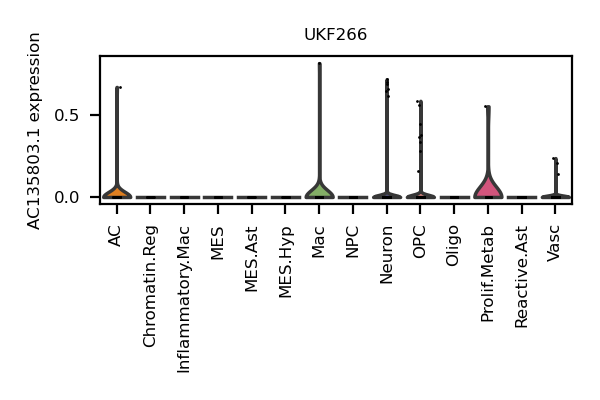 UKF266
AC135803.1 expression
0.5
0.0
AC
Chromatin.Reg
Inflammatory.Mac
MES
MES.Ast
MES.Hyp
Mac
NPC
Neuron
OPC
Oligo
Prolif.Metab
Reactive.Ast
Vasc